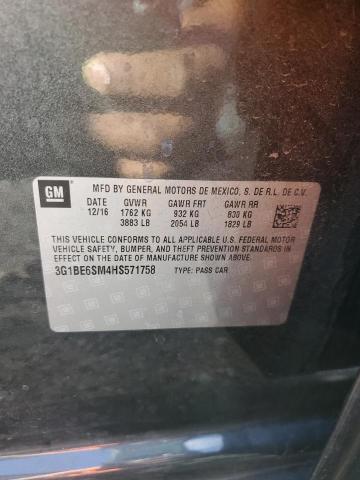 GM
MFD BY GENERAL MOTORS DE MEXICO, S. DE R.L. DE C.V.
DATE GVWR GAWR FRT GAWR RR
12/16 1762 KG 932 KG 830 KG
3883 LB 2054 LB 1829 LB
THIS VEHICLE CONFORMS TO ALL APPLICABLE U.S. FEDERAL MOTOR
VEHICLE SAFETY, BUMPER, AND THEFT PREVENTION STANDARDS
IN EFFECT ON THE DATE OF MANUFACTURE SHOWN ABOVE.
3G1BE6SM4HS571758 TYPE: PASS CAR